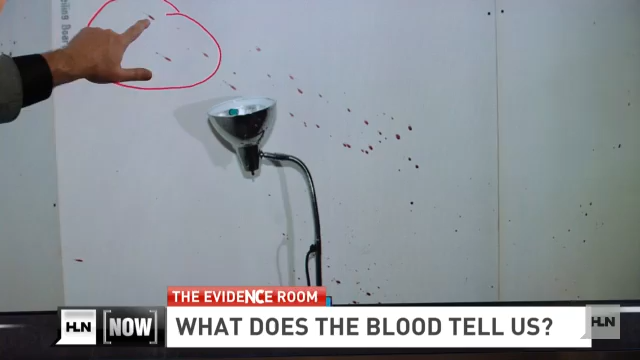 THE EVIDENCE ROOM
HLN
NOW
WHAT DOES THE BLOOD TELL US?
HLN